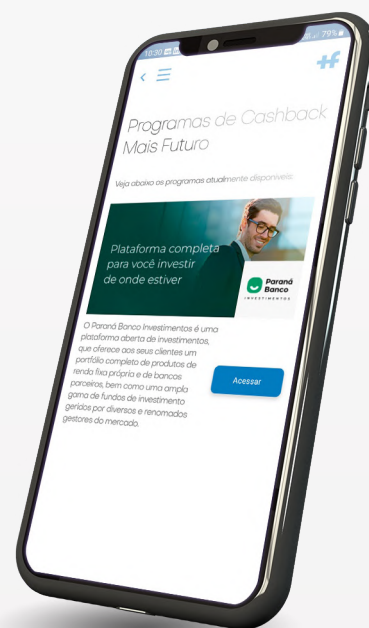 10:30
79%
+f
Programas de Cashback
Mais Futuro
Veja abaixo os programas atualmente disponíveis:
Plataforma completa
para você investir
de onde estiver
Paraná
Banco
INVESTIMENTOS
O Paraná Banco Investimentos é uma
plataforma aberta de investimentos,
que oferece aos seus clientes um
portfólio completo de produtos de
renda fixa própria e de bancos
parceiros, bem como uma ampla
gama de fundos de investimento
geridos por diversos e renomados
gestores do mercado.
Acessar